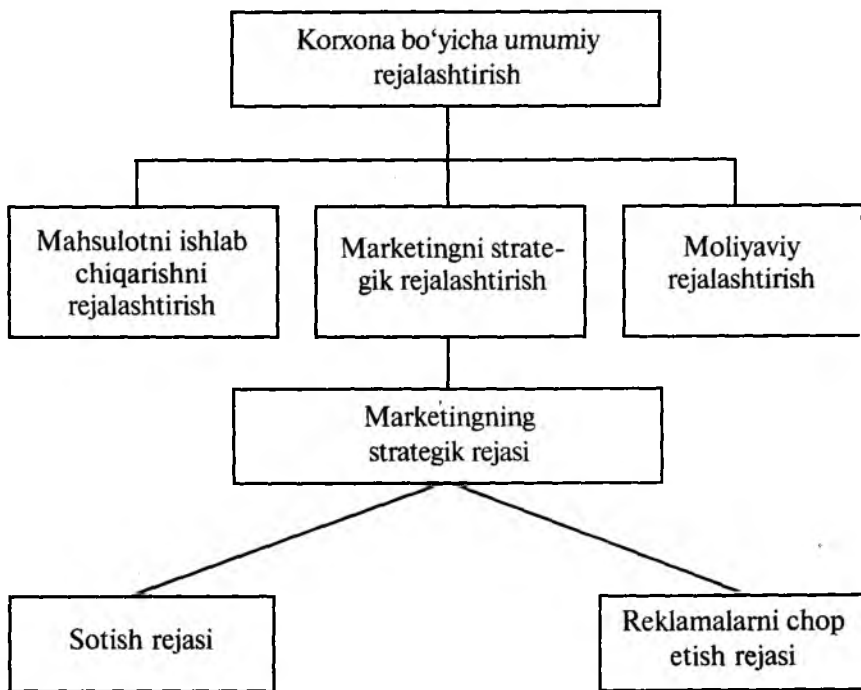 Korxona bo‘yicha umumiy
rejalashtirish
Mahsulotni ishlab
chiqarishni
rejalashtirish
Marketingni strate-
gik rejalashtirish
Moliyaviy
rejalashtirish
Marketingning
strategik rejasi
Sotish rejasi
Reklamalarni chop
etish rejasi